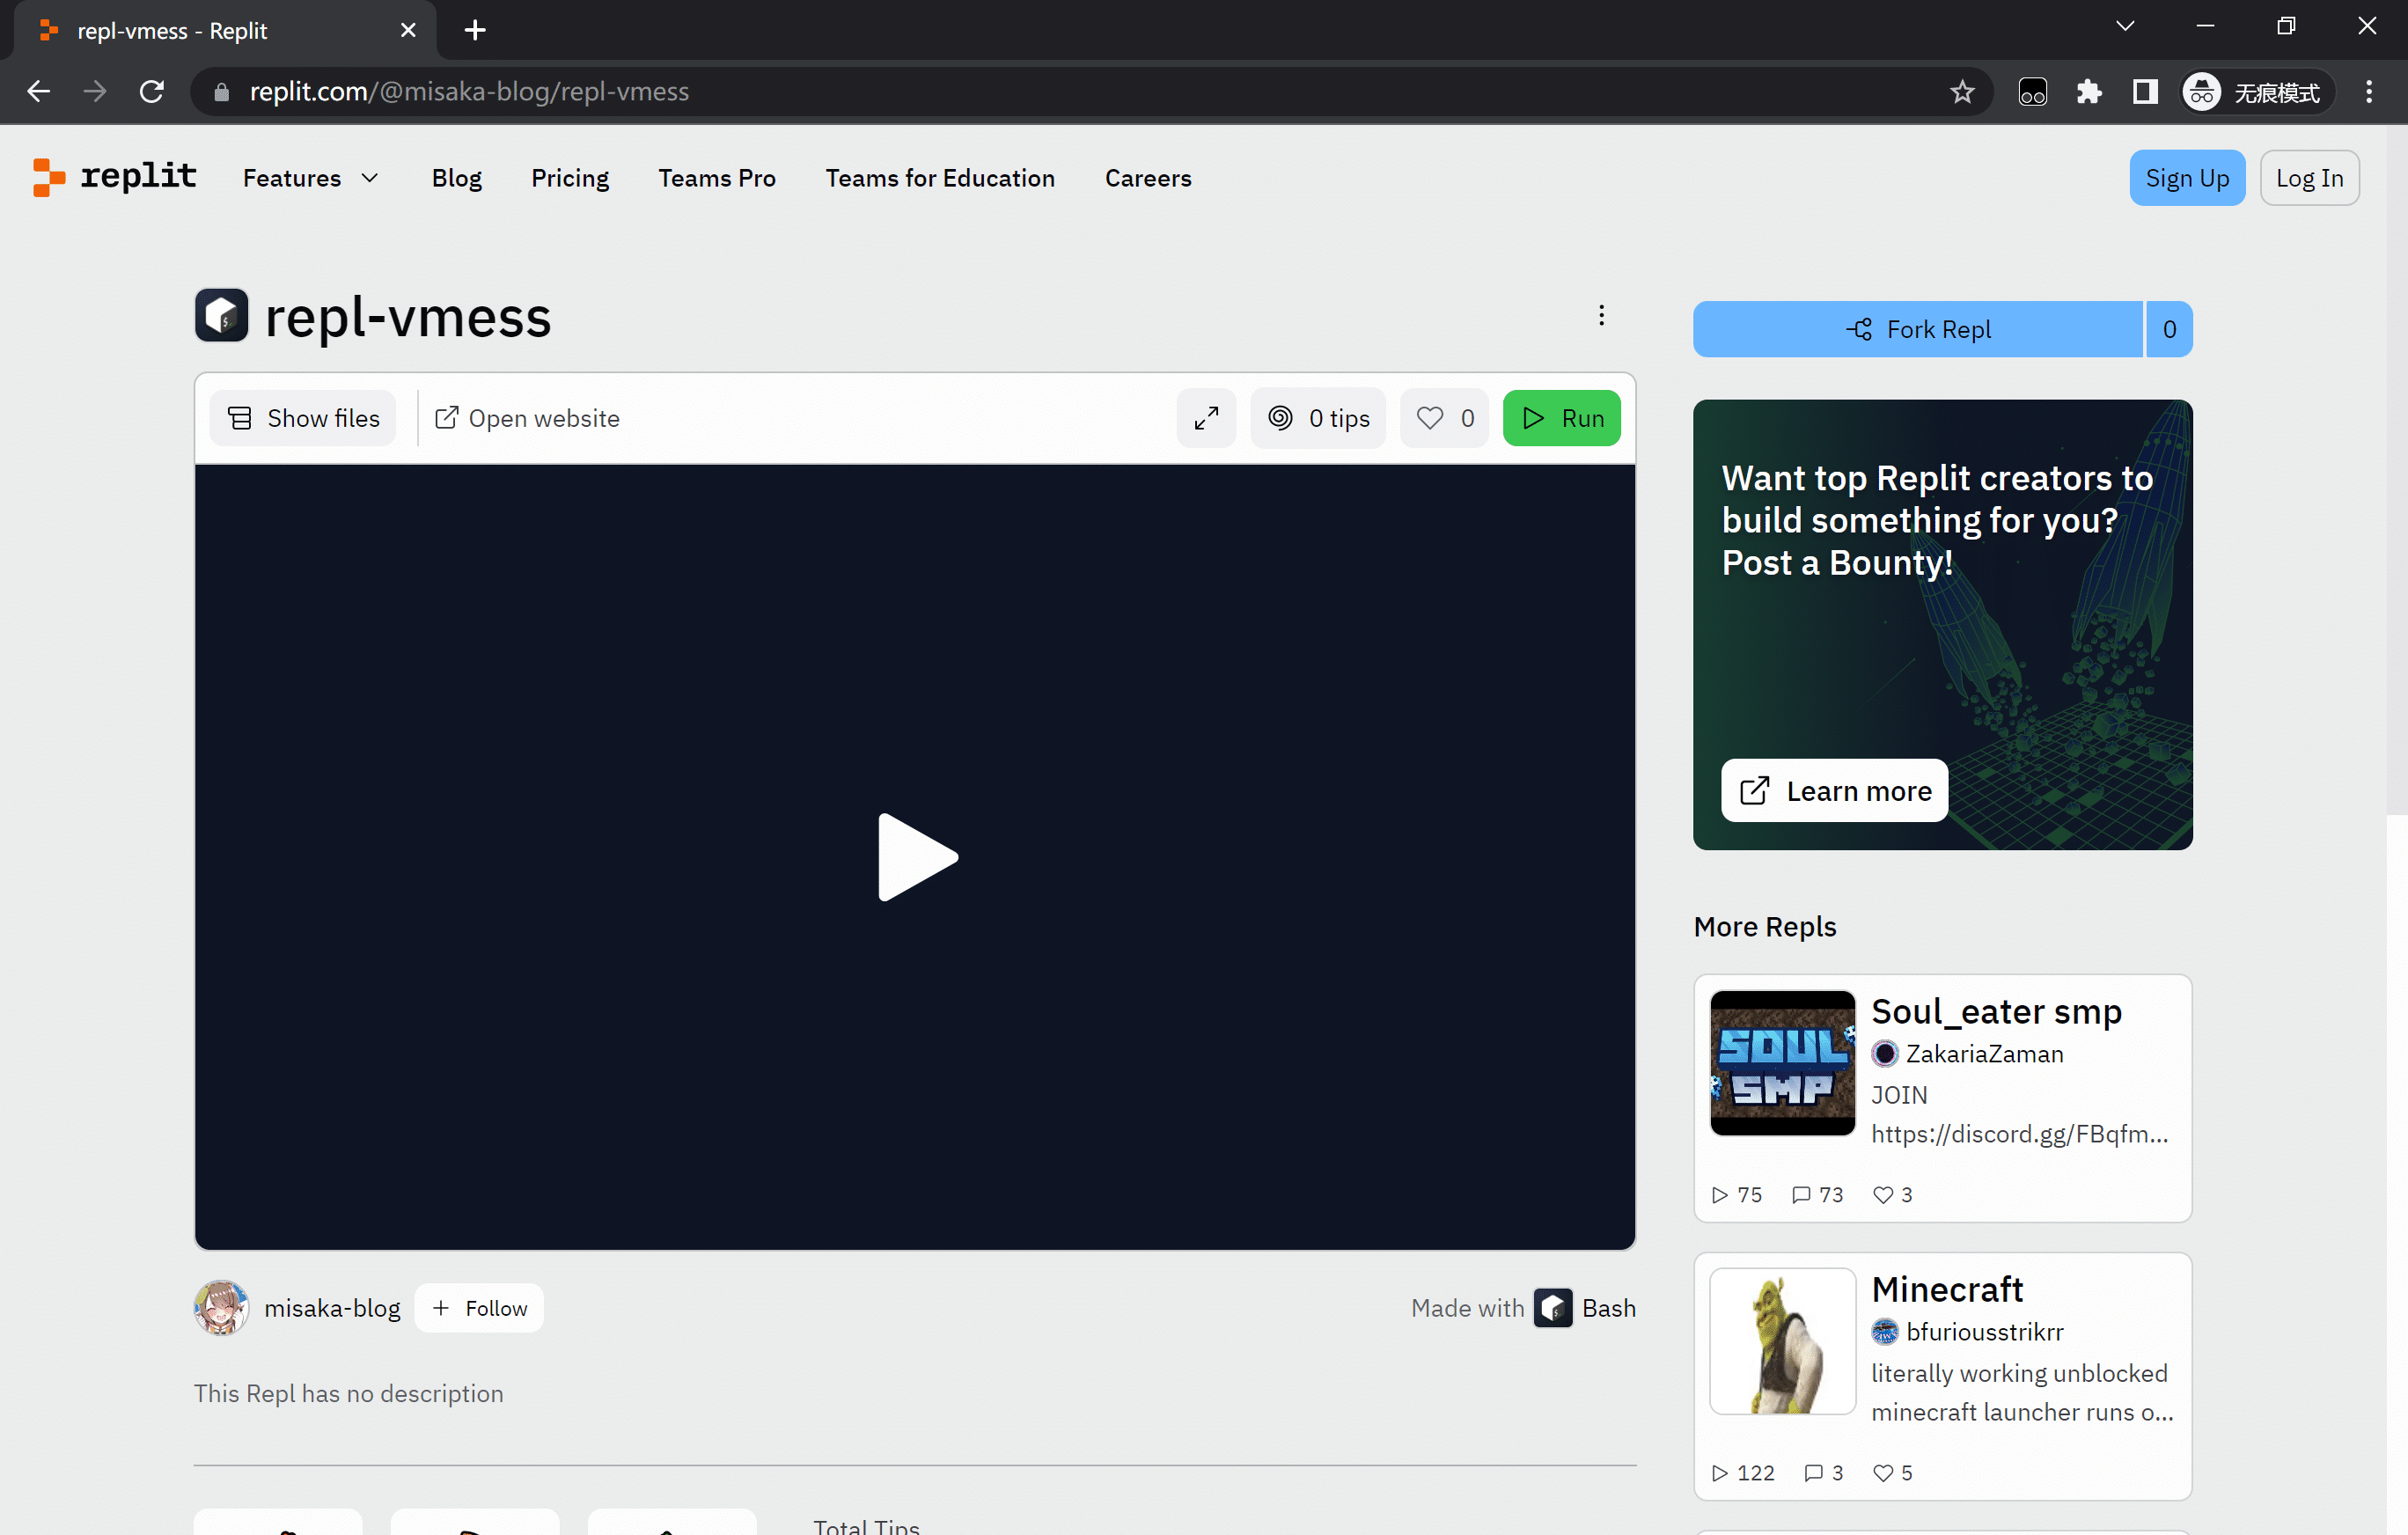 repl-vmess - Replit
replit.com/@misaka-blog/repl-vmess
无痕模式
replit
Features
Blog
Pricing
Teams Pro
Teams for Education
Careers
Sign Up
Log In
repl-vmess
Show files
Open website
0 tips
0
Run
Fork Repl
0
Want top Replit creators to
build something for you?
Post a Bounty!
Learn more
More Repls
SOUL
SMP
Soul_eater smp
ZakariaZaman
JOIN
https://discord.gg/FBqfm...
75
73
3
Minecraft
bfuriousstrikrr
literally working unblocked
minecraft launcher runs o...
122
3
5
misaka-blog
Follow
Made with
Bash
This Repl has no description
Total Tips